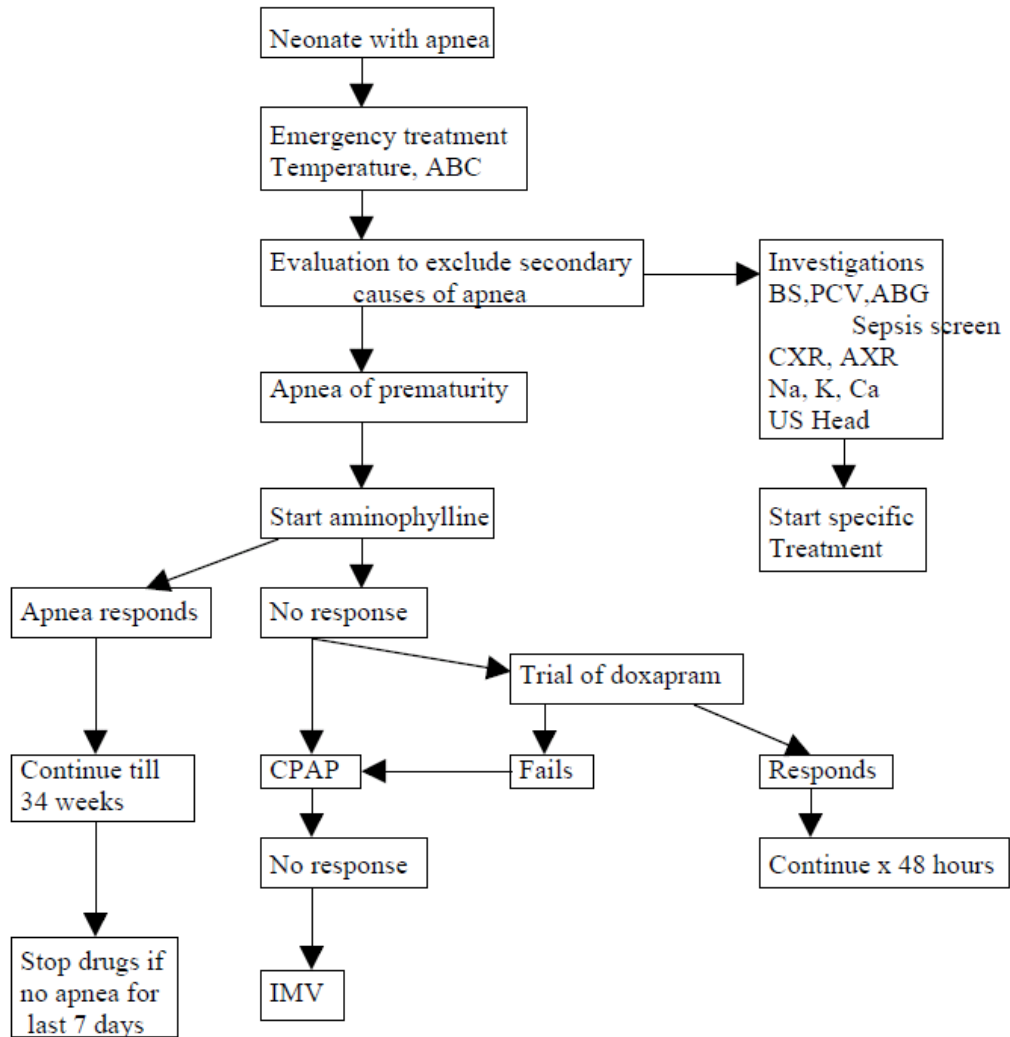 Neonate with apnea
Emergency treatment
Temperature, ABC
Evaluation to exclude secondary
causes of apnea
Investigations
BS,PCV,ABG
Sepsis screen
CXR, AXR
Na, K, Ca
US Head
Apnea of prematurity
Start aminophylline
Start specific
Treatment
Apnea responds
No response
Trial of doxapram
Continue till
34 weeks
CPAP
Fails
Responds
No response
Continue x 48 hours
Stop drugs if
no apnea for
last 7 days
IMV